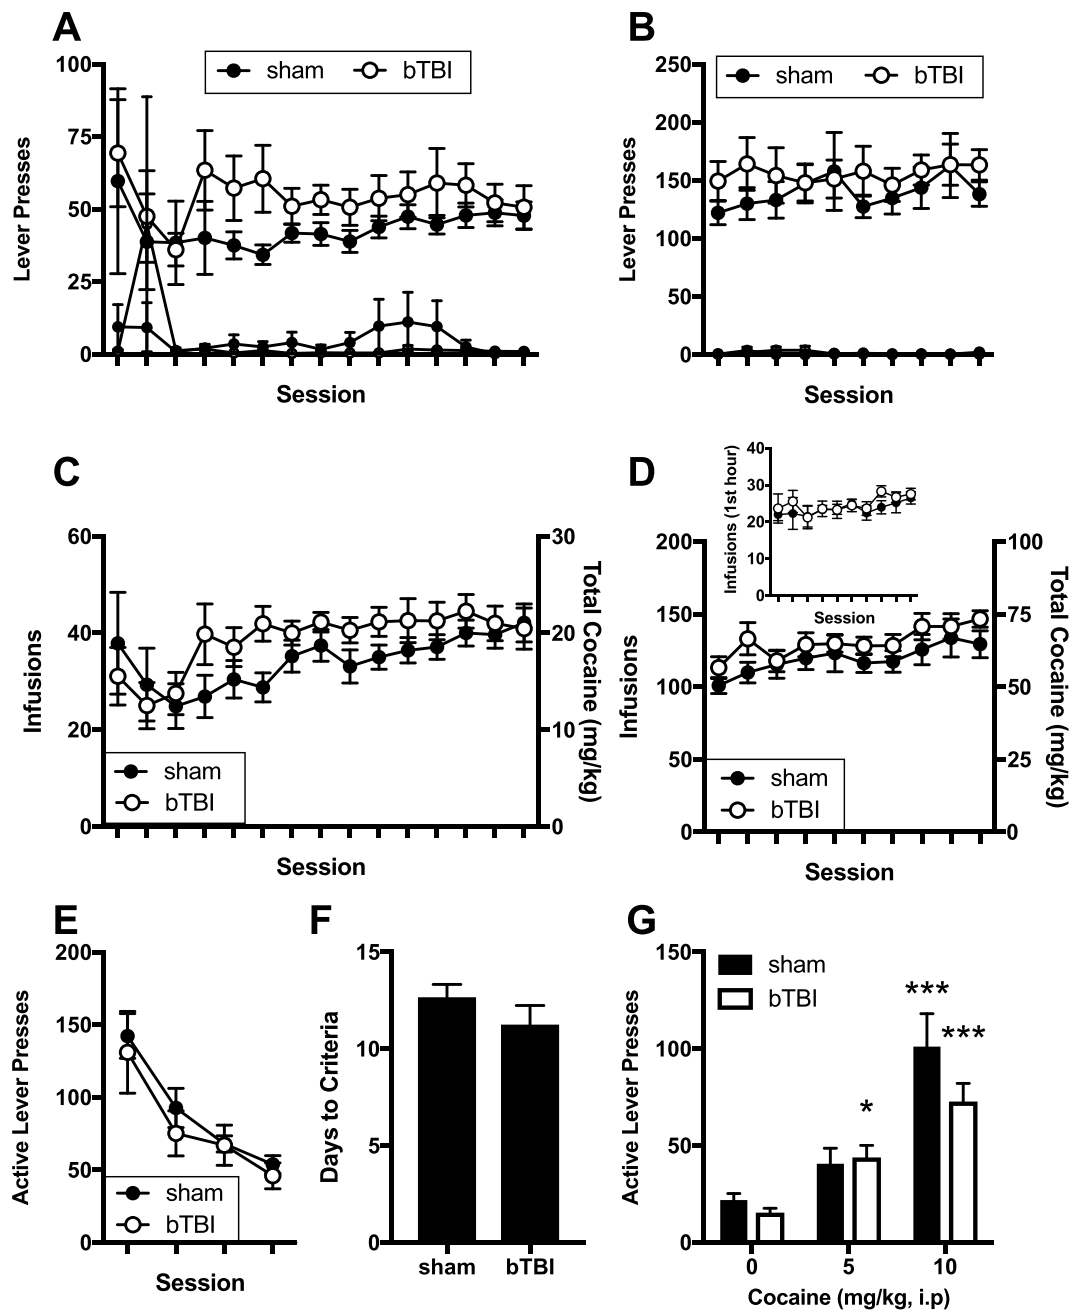 A
sham bTBI
Lever Presses
100
75
50
25
0
Session
B
sham bTBI
Lever Presses
250
200
150
100
50
0
Session
C
Infusions
60
40
20
0
30
20
10
0
Total Cocaine (mg/kg)
sham
bTBI
Session
D
Infusions (1st hour)
40
30
20
10
0
Session
Infusions
200
150
100
50
0
100
75
50
25
0
Total Cocaine (mg/kg)
sham
bTBI
Session
E
Active Lever Presses
200
150
100
50
0
sham
bTBI
Session
F
Days to Criteria
15
10
5
0
sham bTBI
G
Active Lever Presses
150
100
50
0
sham
bTBI
***
***
*
0 5 10
Cocaine (mg/kg, i.p)